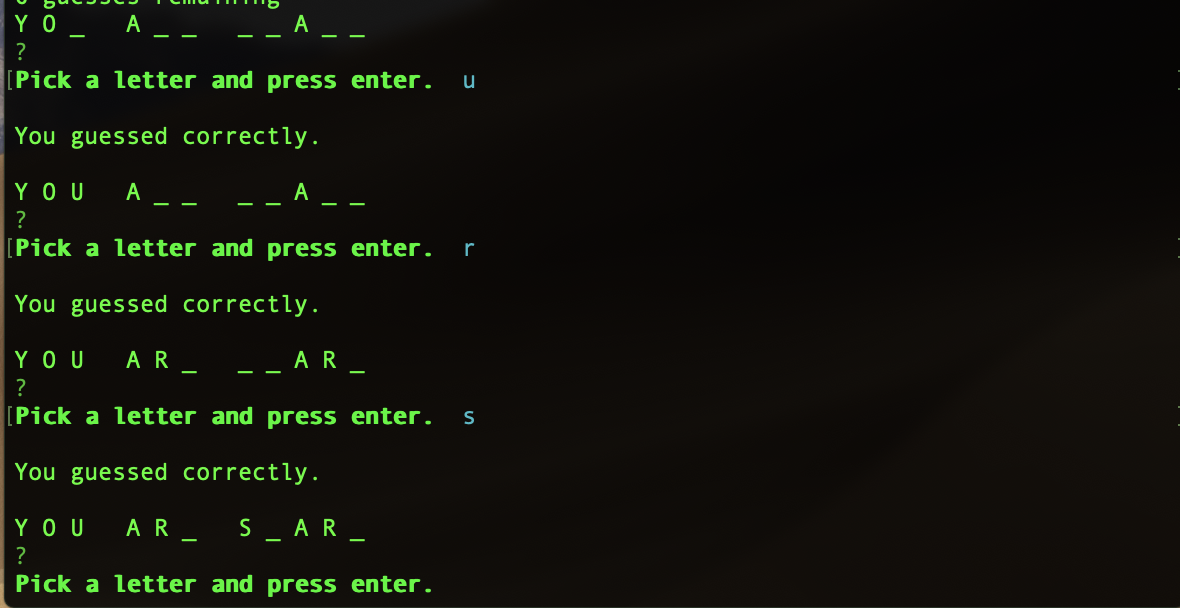 6 guesses remaining
Y O _   A _ _   _ _ A _ _
?
[Pick a letter and press enter.  u
You guessed correctly.
Y O U   A _ _   _ _ A _ _
?
[Pick a letter and press enter.  r
You guessed correctly.
Y O U   A R _   _ _ A R _
?
[Pick a letter and press enter.  s
You guessed correctly.
Y O U   A R _   S _ A R _
?
Pick a letter and press enter.